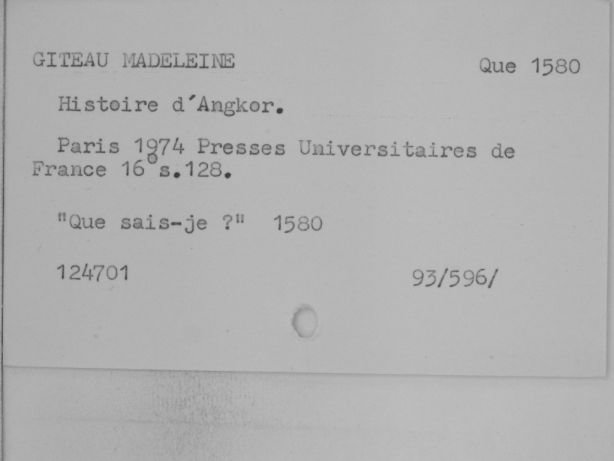 GITEAU MADELEINE Que 1580
Histoire d'Angkor.
Paris 1974 Presses Universitaires de
France 16° s.128.
"Que sais-je ?" 1580
124701 93/596/